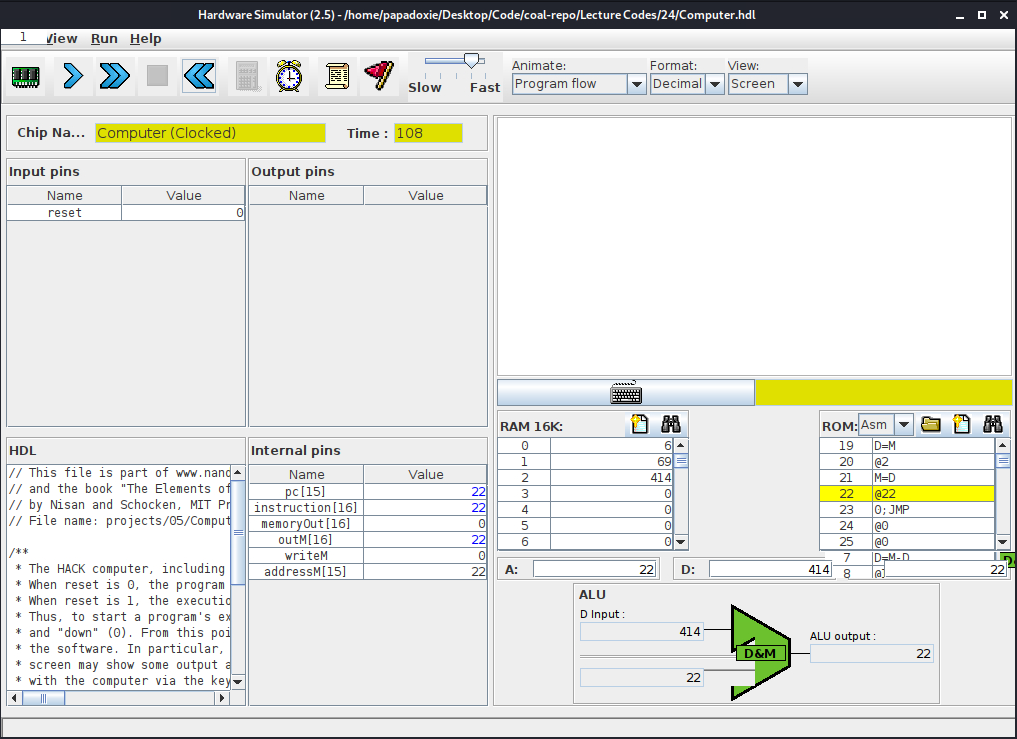 Hardware Simulator (2.5) - /home/papadoxie/Desktop/Code/coal-repo/Lecture Codes/24/Computer.hdl
1 View Run Help
Slow Fast
Animate: Format: View:
Program flow Decimal Screen
Chip Na... Computer (Clocked) Time : 108
Input pins
Name Value
reset 0
Output pins
Name Value
HDL
// This file is part of www.nand
// and the book "The Elements of
// by Nisan and Schocken, MIT Pr
// File name: projects/05/Comput
/**
* The HACK computer, including
* When reset is 0, the program
* When reset is 1, the executio
* Thus, to start a program's ex
* and "down" (0). From this poi
* the software. In particular,
* screen may show some output a
* with the computer via the key
Internal pins
Name Value
pc[15] 22
instruction[16] 22
memoryOut[16] 0
outM[16] 22
writeM 0
addressM[15] 22
RAM 16K:
0 6
1 69
2 414
3 0
4 0
5 0
6 0
ROM: Asm
19 D=M
20 @2
21 M=D
22 @22
23 0;JMP
24 @0
25 @0
7 D=M-D
8 22
A: 22
D: 414
ALU
D Input :
414
22
D&M
ALU output :
22